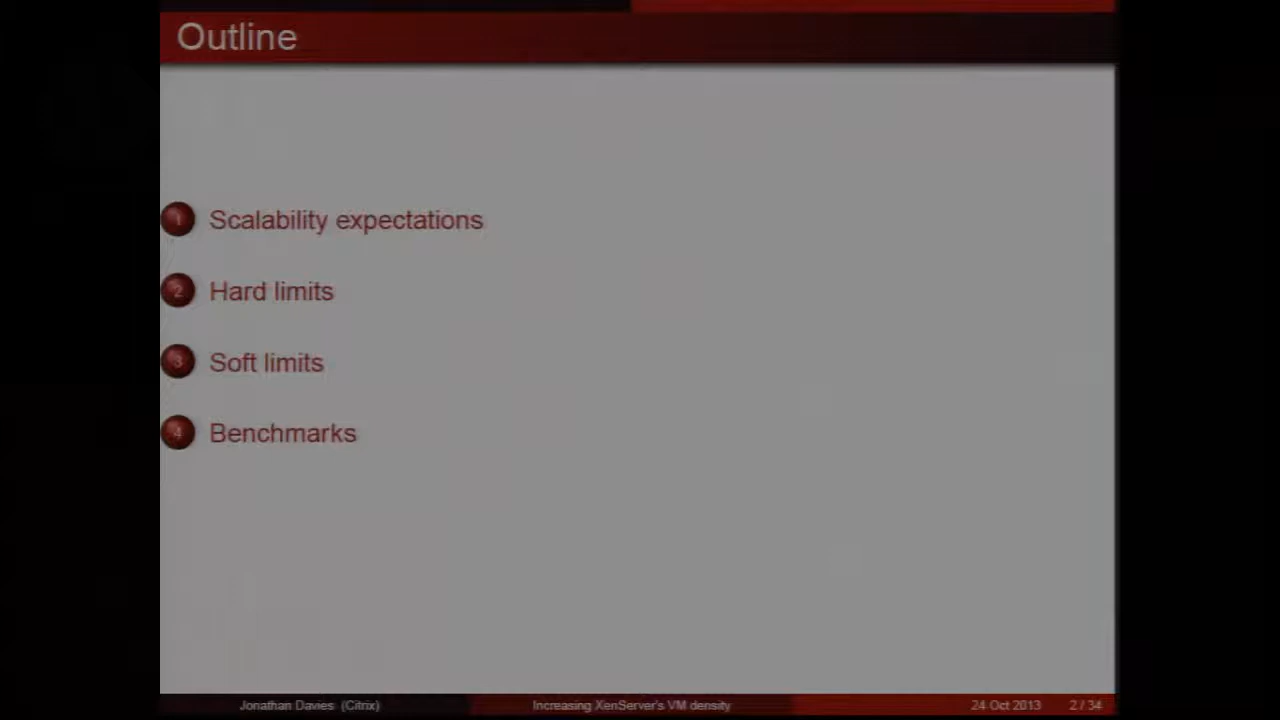 Outline
1 Scalability expectations
2 Hard limits
3 Soft limits
4 Benchmarks
Jonathan Davies (Citrix) Increasing XenServer's VM density 24 Oct 2013 2 / 34